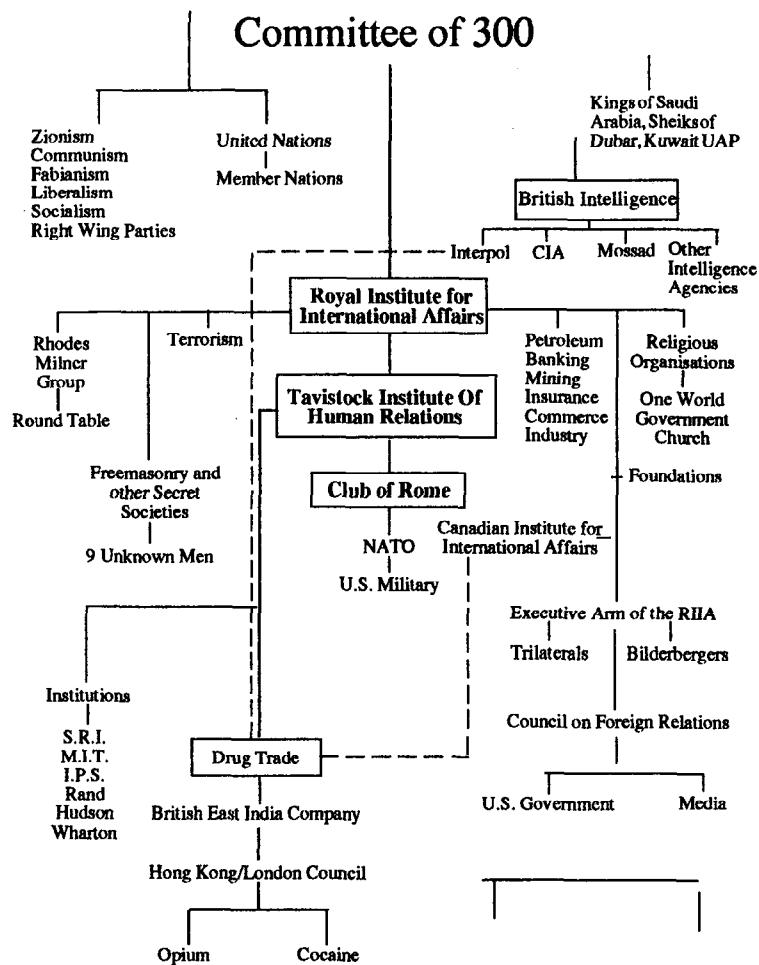 Committee of 300
Zionism
Communism
Fabianism
Liberalism
Socialism
Right Wing Parties
United Nations
Member Nations
Kings of Saudi
Arabia, Sheiks of
Dubar, Kuwait UAP
British Intelligence
Interpol
CIA
Mossad
Other
Intelligence
Agencies
Royal Institute for
International Affairs
Rhodes
Milner
Group
Round Table
Terrorism
Freemasonry and
other Secret
Societies
9 Unknown Men
Petroleum
Banking
Mining
Insurance
Commerce
Industry
Religious
Organisations
One World
Government
Church
Foundations
Tavistock Institute Of
Human Relations
Club of Rome
NATO
U.S. Military
Canadian Institute for
International Affairs
Executive Arm of the RIIA
Trilaterals
Bilderbergers
Council on Foreign Relations
U.S. Government
Media
Institutions
S.R.I.
M.I.T.
I.P.S.
Rand
Hudson
Wharton
Drug Trade
British East India Company
Hong Kong/London Council
Opium
Cocaine